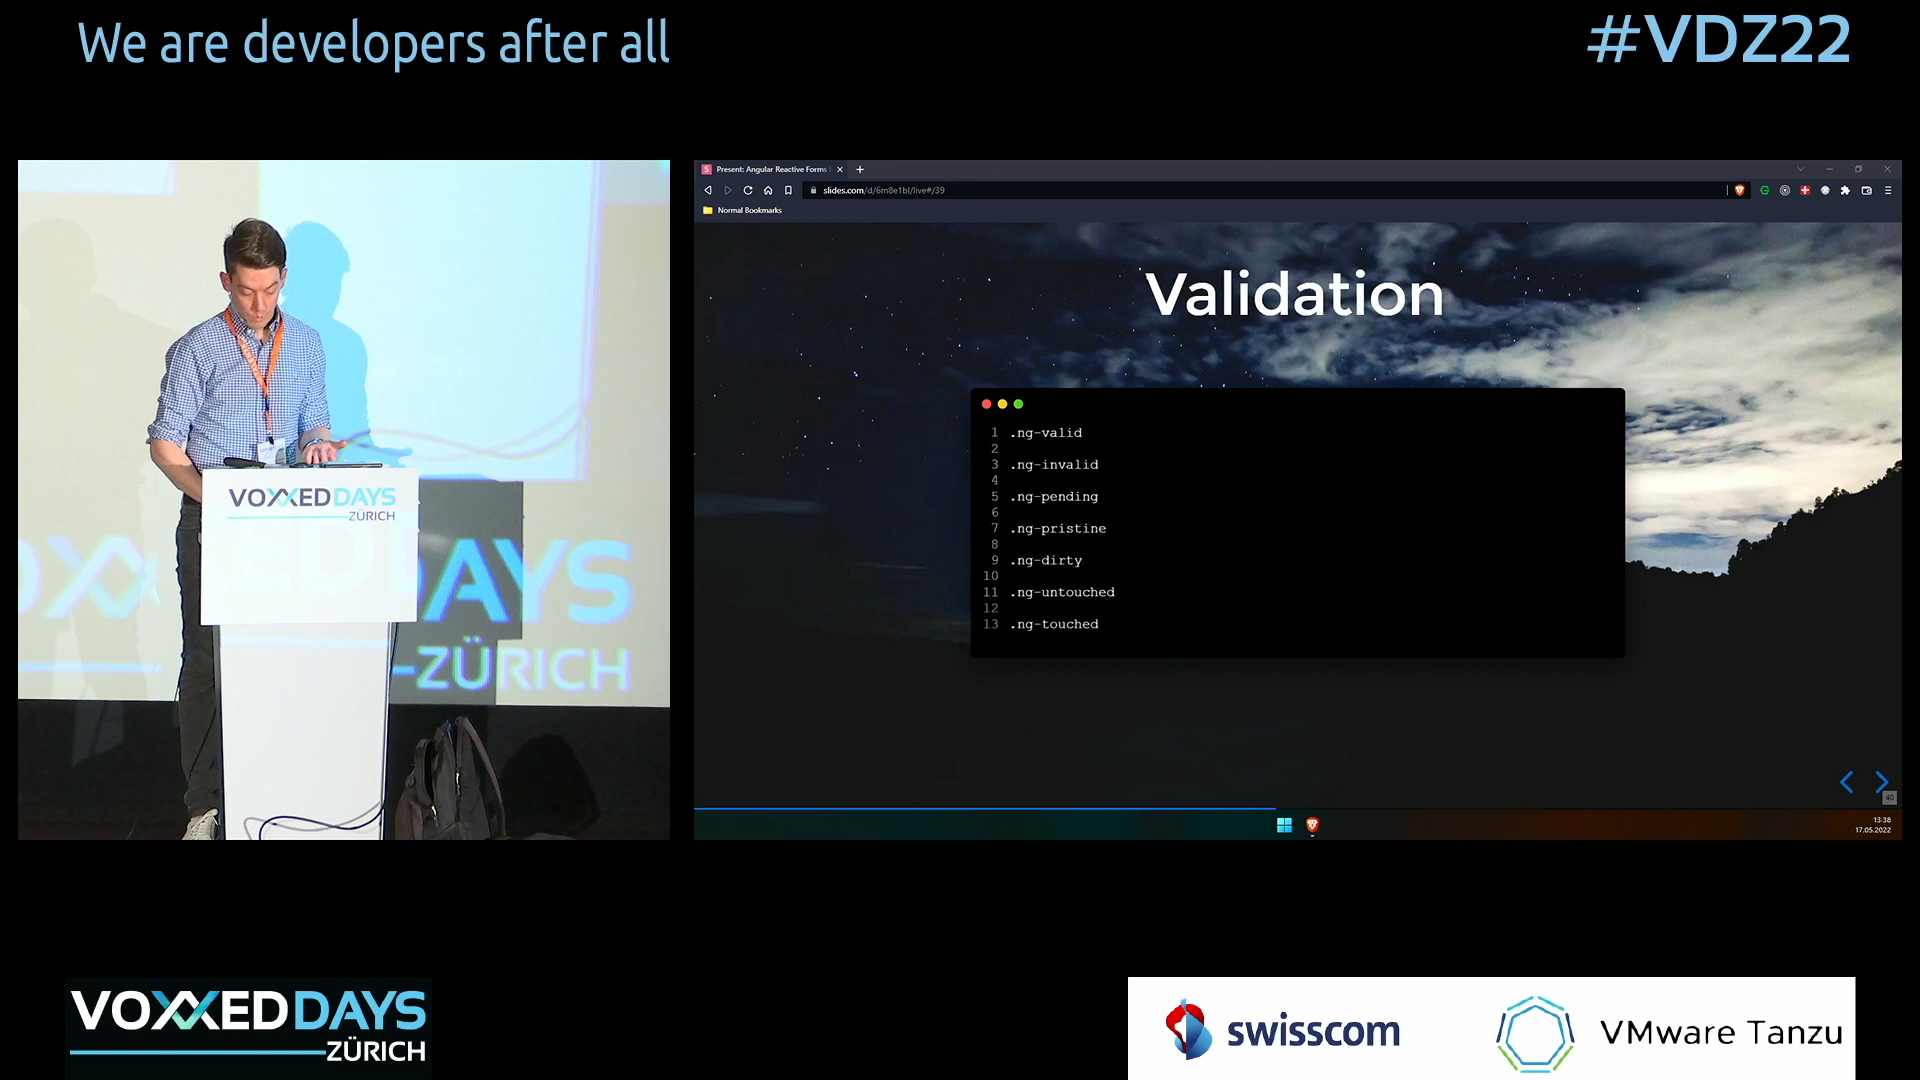 We are developers after all
#VDZ22
Present: Angular Reactive Forms
slides.com/d/6m8e1bl/live#/39
Normal Bookmarks
Validation
1 .ng-valid
2
3 .ng-invalid
4
5 .ng-pending
6
7 .ng-pristine
8
9 .ng-dirty
10
11 .ng-untouched
12
13 .ng-touched
40
13:38
17.05.2022
VOXXED DAYS
ZÜRICH
DAYS
-ZÜRICH
VOXXED DAYS
ZÜRICH
swisscom
VMware Tanzu